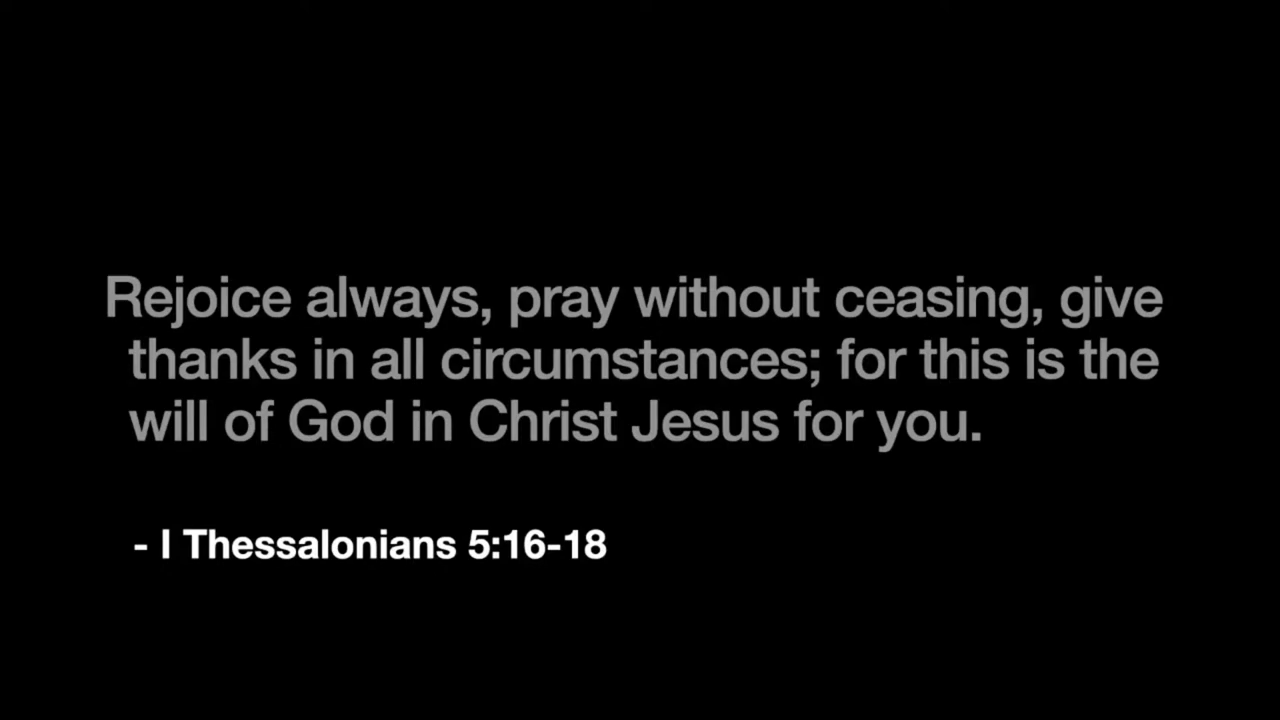 Rejoice always, pray without ceasing, give
thanks in all circumstances; for this is the
will of God in Christ Jesus for you.
- I Thessalonians 5:16-18